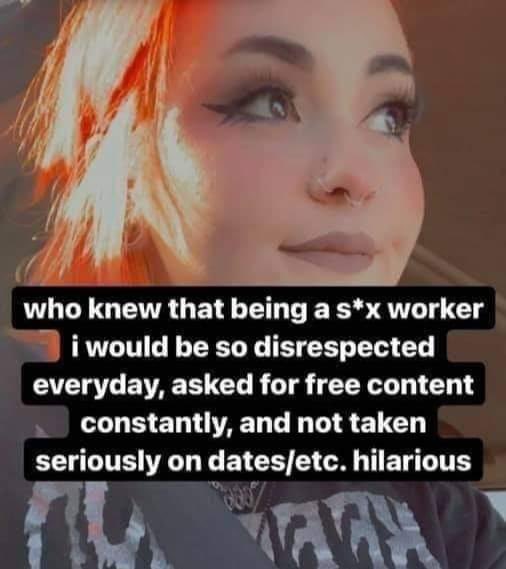 who knew that being a s*x worker
i would be so disrespected
everyday, asked for free content
constantly, and not taken
seriously on dates/etc. hilarious